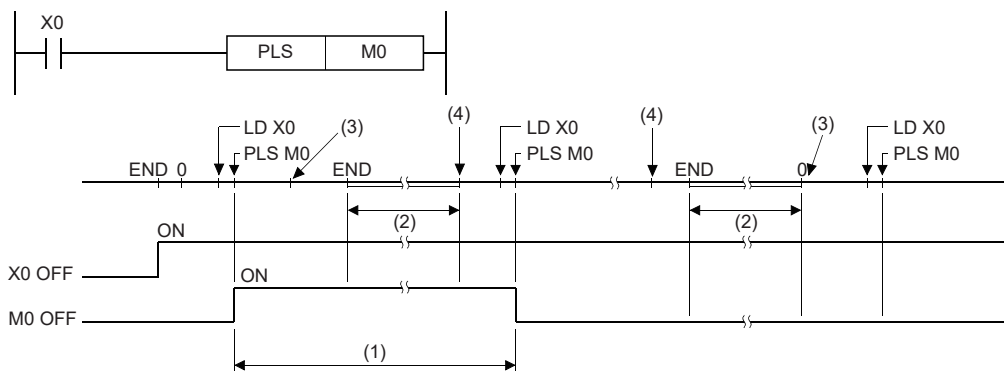 X0
PLS M0
(4) (4)
LD X0 (3) LD X0 (3) LD X0
PLS M0 PLS M0 PLS M0
END 0 END END 0
(2) (2)
ON
X0 OFF
ON
M0 OFF
(1)